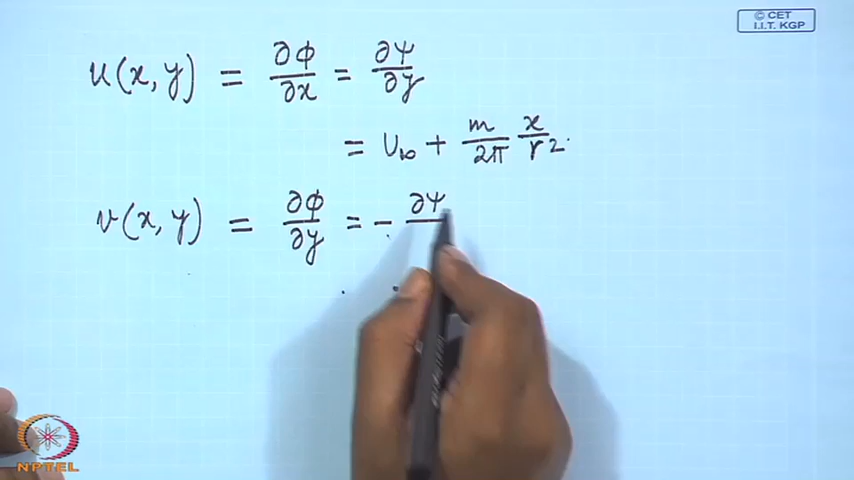 © CET
I.I.T. KGP
u(x,y) = ∂ϕ/∂x = ∂Ψ/∂y
= U∞ + m/2π x/r2.
v(x,y) = ∂ϕ/∂y = - ∂Ψ
NPTEL